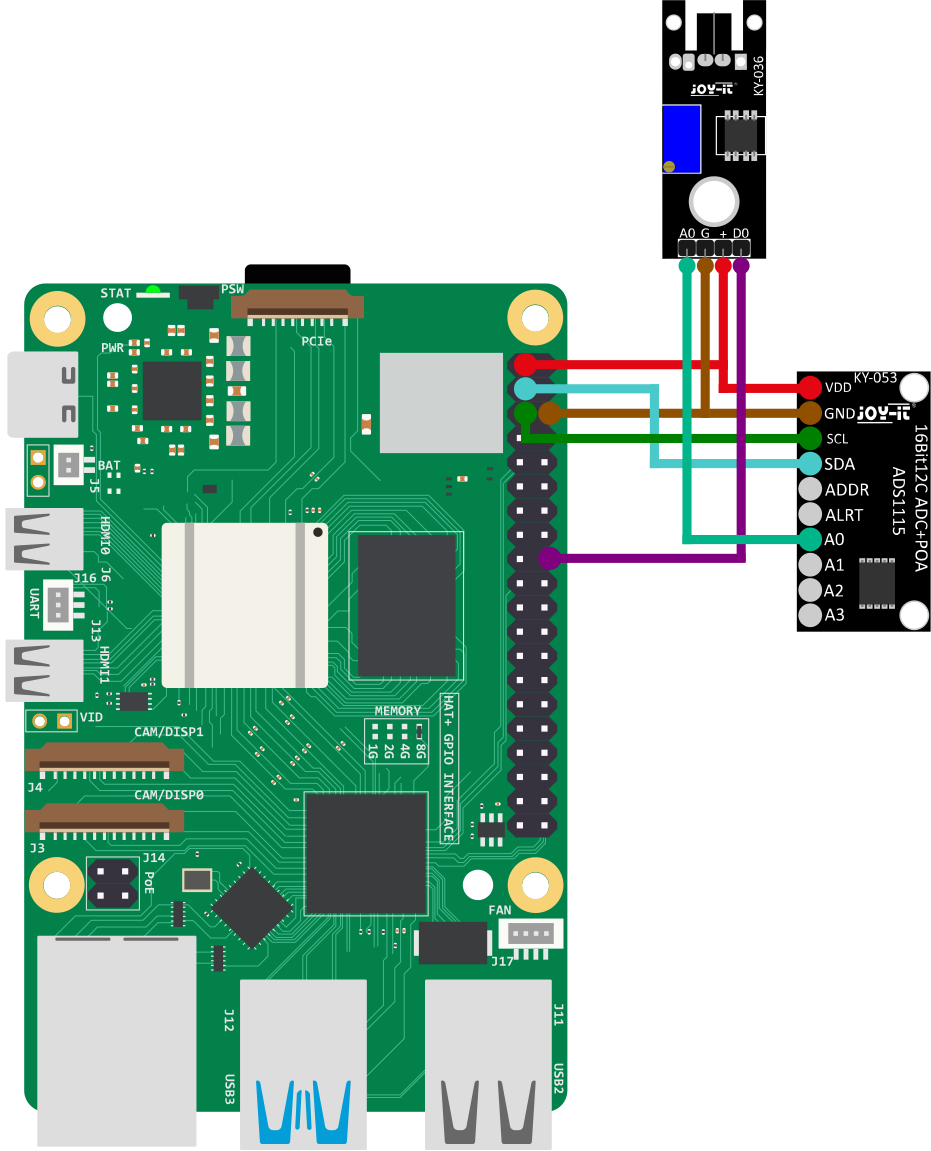 KY-036
JOY-IT
A0 G + D0
STAT
PSW
PCIe
PWR
BAT
J5
HDMI0
J6
J16
UART
J13
HDMI1
VID
CAM/DISP1
J4
CAM/DISP0
J3
J14
PoE
MEMORY
1G 2G 4G 8G
HAT+ GPIO INTERFACE
FAN
J17
J12
USB3
J11
USB2
KY-053
JOY-IT
VDD
GND
SCL
SDA
ADDR
ALRT
A0
A1
A2
A3
16Bit12C ADC+POA
ADS1115